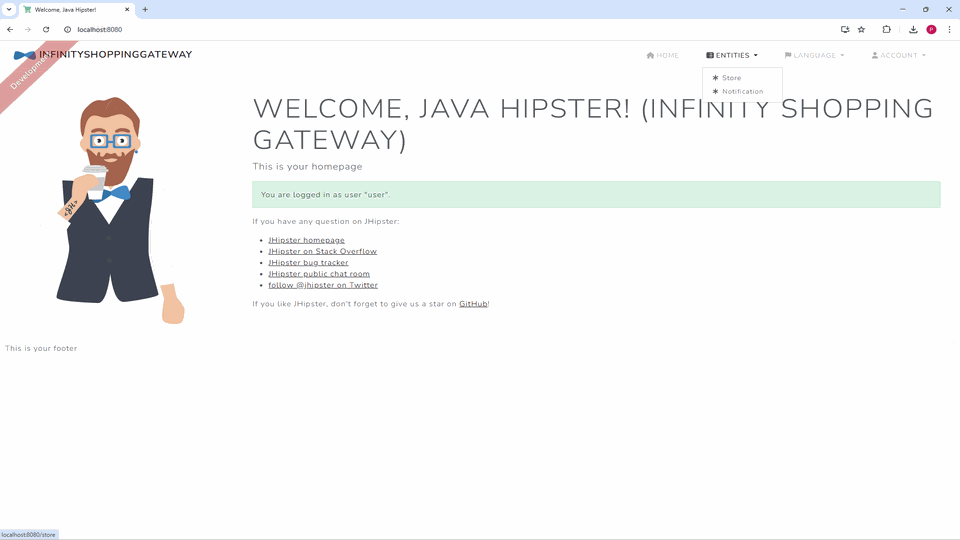 Welcome, Java Hipster!
localhost:8080
P
Development
INFINITYSHOPPINGGATEWAY
HOME
ENTITIES
LANGUAGE
ACCOUNT
Store
Notification
WELCOME, JAVA HIPSTER! (INFINITY SHOPPING
GATEWAY)
This is your homepage
You are logged in as user "user".
If you have any question on JHipster:
JHipster homepage
JHipster on Stack Overflow
JHipster bug tracker
JHipster public chat room
follow @jhipster on Twitter
If you like JHipster, don't forget to give us a star on GitHub!
<JH>
This is your footer
localhost:8080/store